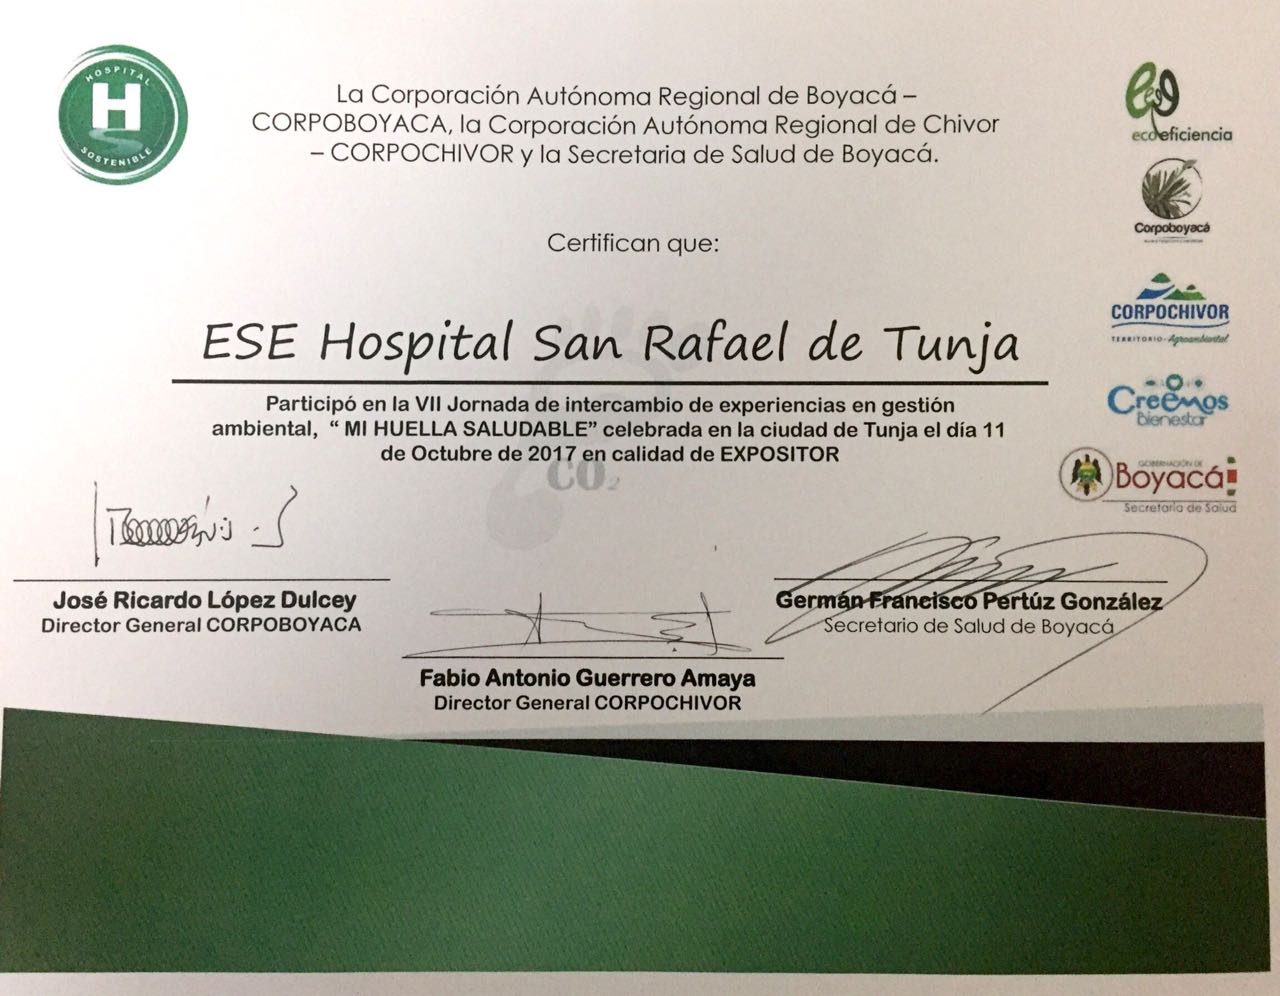 HOSPITAL
H
SOSTENIBLE
La Corporación Autónoma Regional de Boyacá –
CORPOBOYACA, la Corporación Autónoma Regional de Chivor
– CORPOCHIVOR y la Secretaria de Salud de Boyacá.
ecoeficiencia
Corpoboyacá
Certifican que:
CORPOCHIVOR
TERRITORIO - Agroambiental
ESE Hospital San Rafael de Tunja
Creemos
Bienestar
Participó en la VII Jornada de intercambio de experiencias en gestión
ambiental, “ MI HUELLA SALUDABLE” celebrada en la ciudad de Tunja el día 11
de Octubre de 2017 en calidad de EXPOSITOR
CO2
GOBERNACIÓN DE
Boyacá
Secretaría de Salud
José Ricardo López Dulcey
Director General CORPOBOYACA
Germán Francisco Pertúz González
Secretario de Salud de Boyacá
Fabio Antonio Guerrero Amaya
Director General CORPOCHIVOR